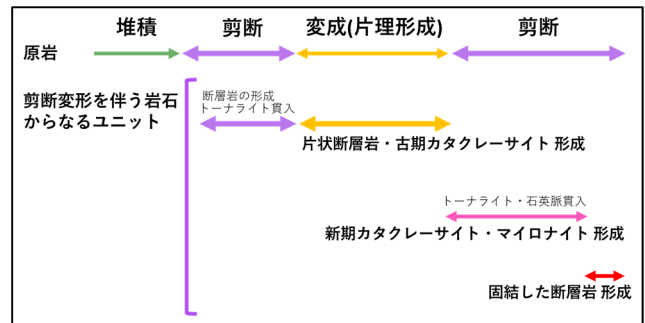 堆積
剪断
変成(片理形成)
剪断
原岩
剪断変形を伴う岩石
からなるユニット
断層岩の形成
トーナライト貫入
片状断層岩・古期カタクレーサイト 形成
トーナライト・石英脈貫入
新期カタクレーサイト・マイロナイト 形成
固結した断層岩 形成